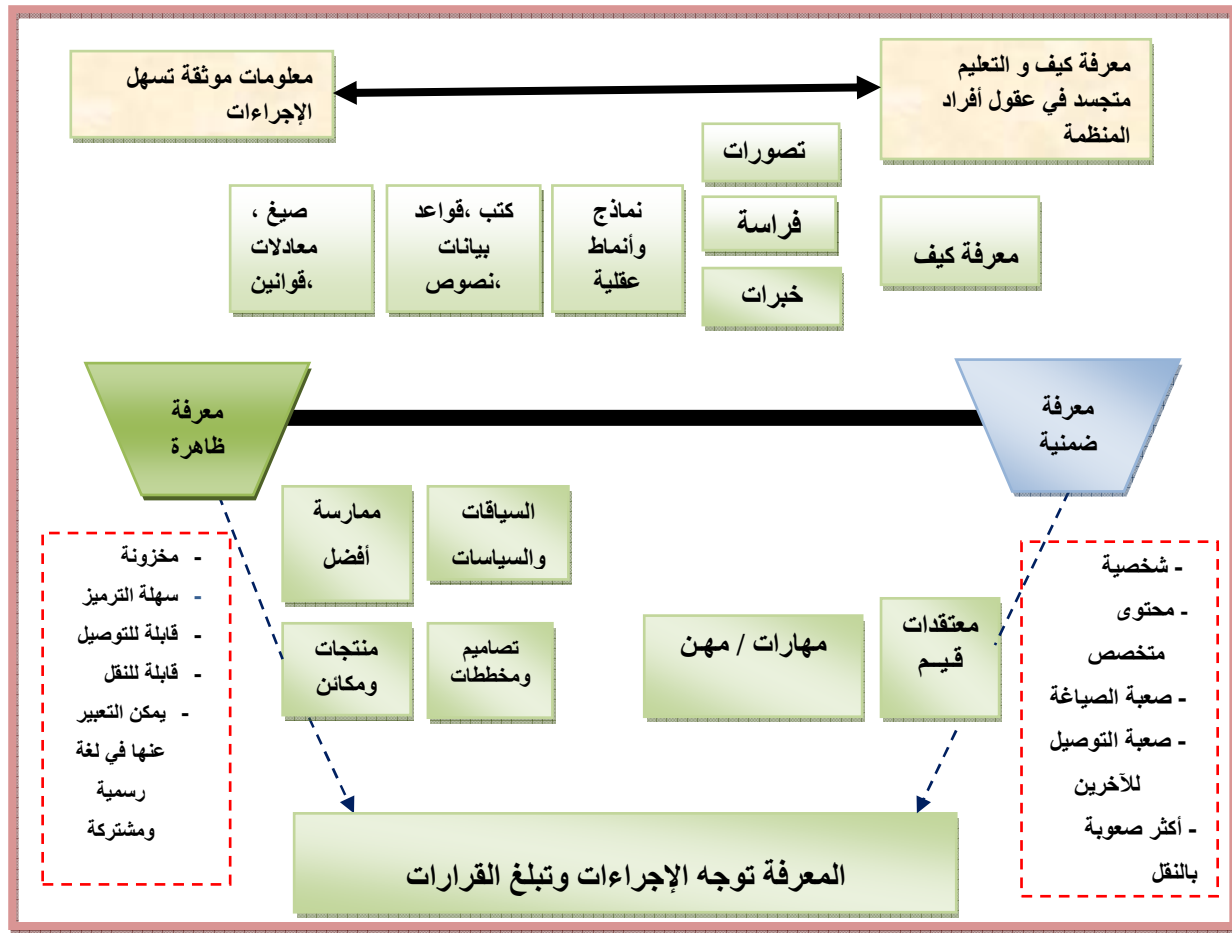 معرفة كيف و التعليم
متجسد في عقول أفراد
المنظمة
معلومات موثقة تسهل
الإجراءات
تصورات
فراسة
خبرات
معرفة كيف
نماذج
وأنماط
عقلية
كتب ،قواعد
بيانات
،نصوص
صيغ ،
معادلات
،قوانين
معرفة
ضمنية
معرفة
ظاهرة
السياقات
والسياسات
ممارسة
أفضل
معتقدات
قيــم
مهارات / مهـن
تصاميم
ومخططات
منتجات
ومكائن
- شخصية
- محتوى
متخصص
- صعبة الصياغة
- صعبة التوصيل
للآخرين
- أكثر صعوبة
بالنقل
- مخزونة
- سهلة الترميز
- قابلة للتوصيل
- قابلة للنقل
- يمكن التعبير
عنها في لغة
رسمية
ومشتركة
المعرفة توجه الإجراءات وتبلغ القرارات